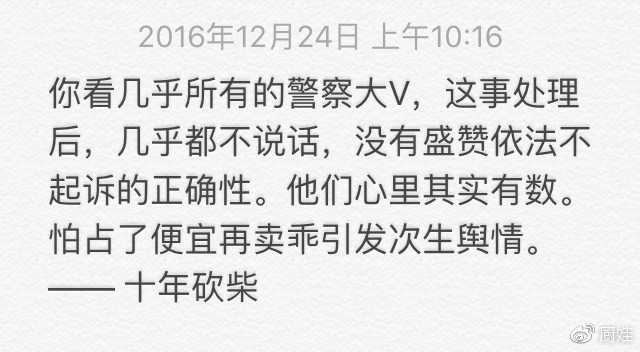 2016年12月24日 上午10:16
你看几乎所有的警察大V，这事处理
后，几乎都不说话，没有盛赞依法不
起诉的正确性。他们心里其实有数。
怕占了便宜再卖乖引发次生舆情。
—— 十年砍柴
厨娃